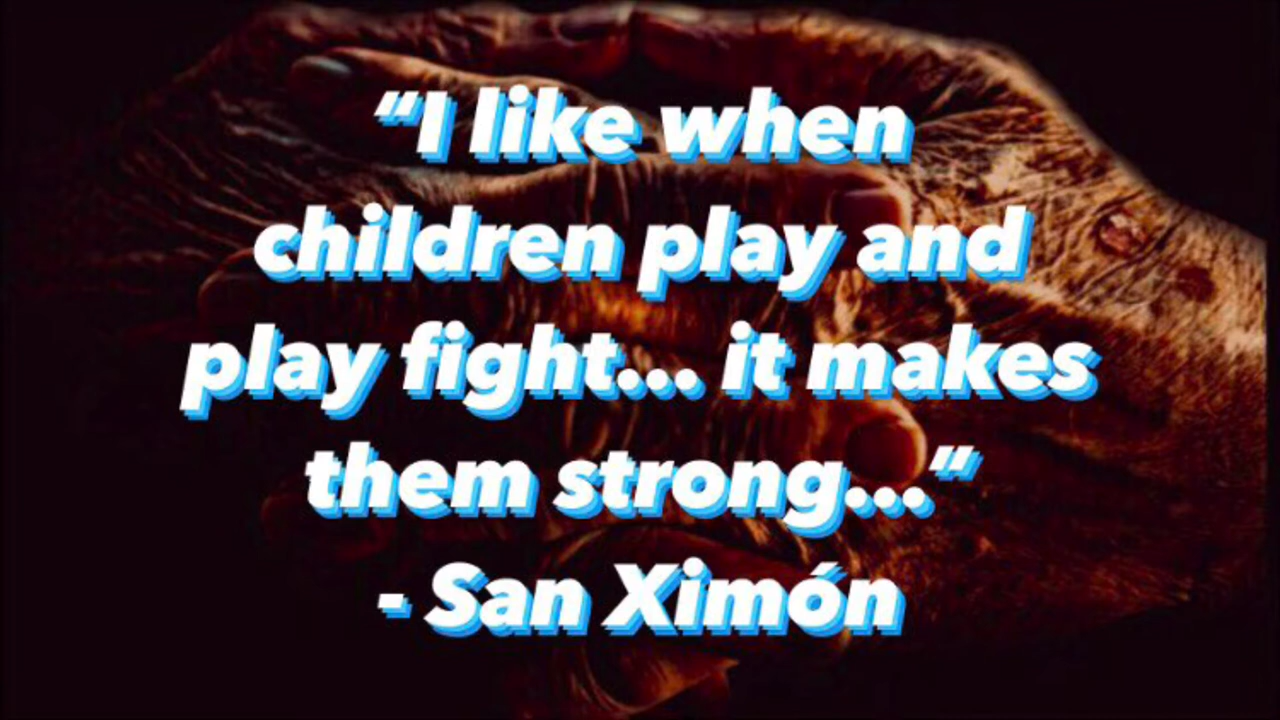 “I like when
children play and
play fight... it makes
them strong...”
- San Ximón